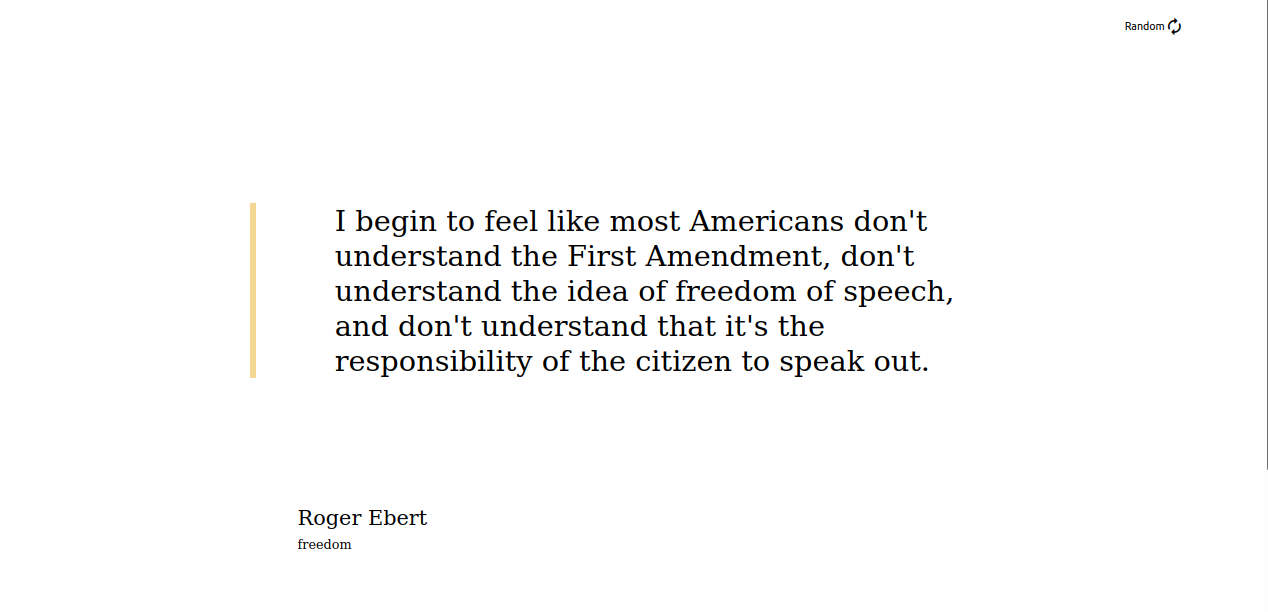 Random
I begin to feel like most Americans don't
understand the First Amendment, don't
understand the idea of freedom of speech,
and don't understand that it's the
responsibility of the citizen to speak out.
Roger Ebert
freedom